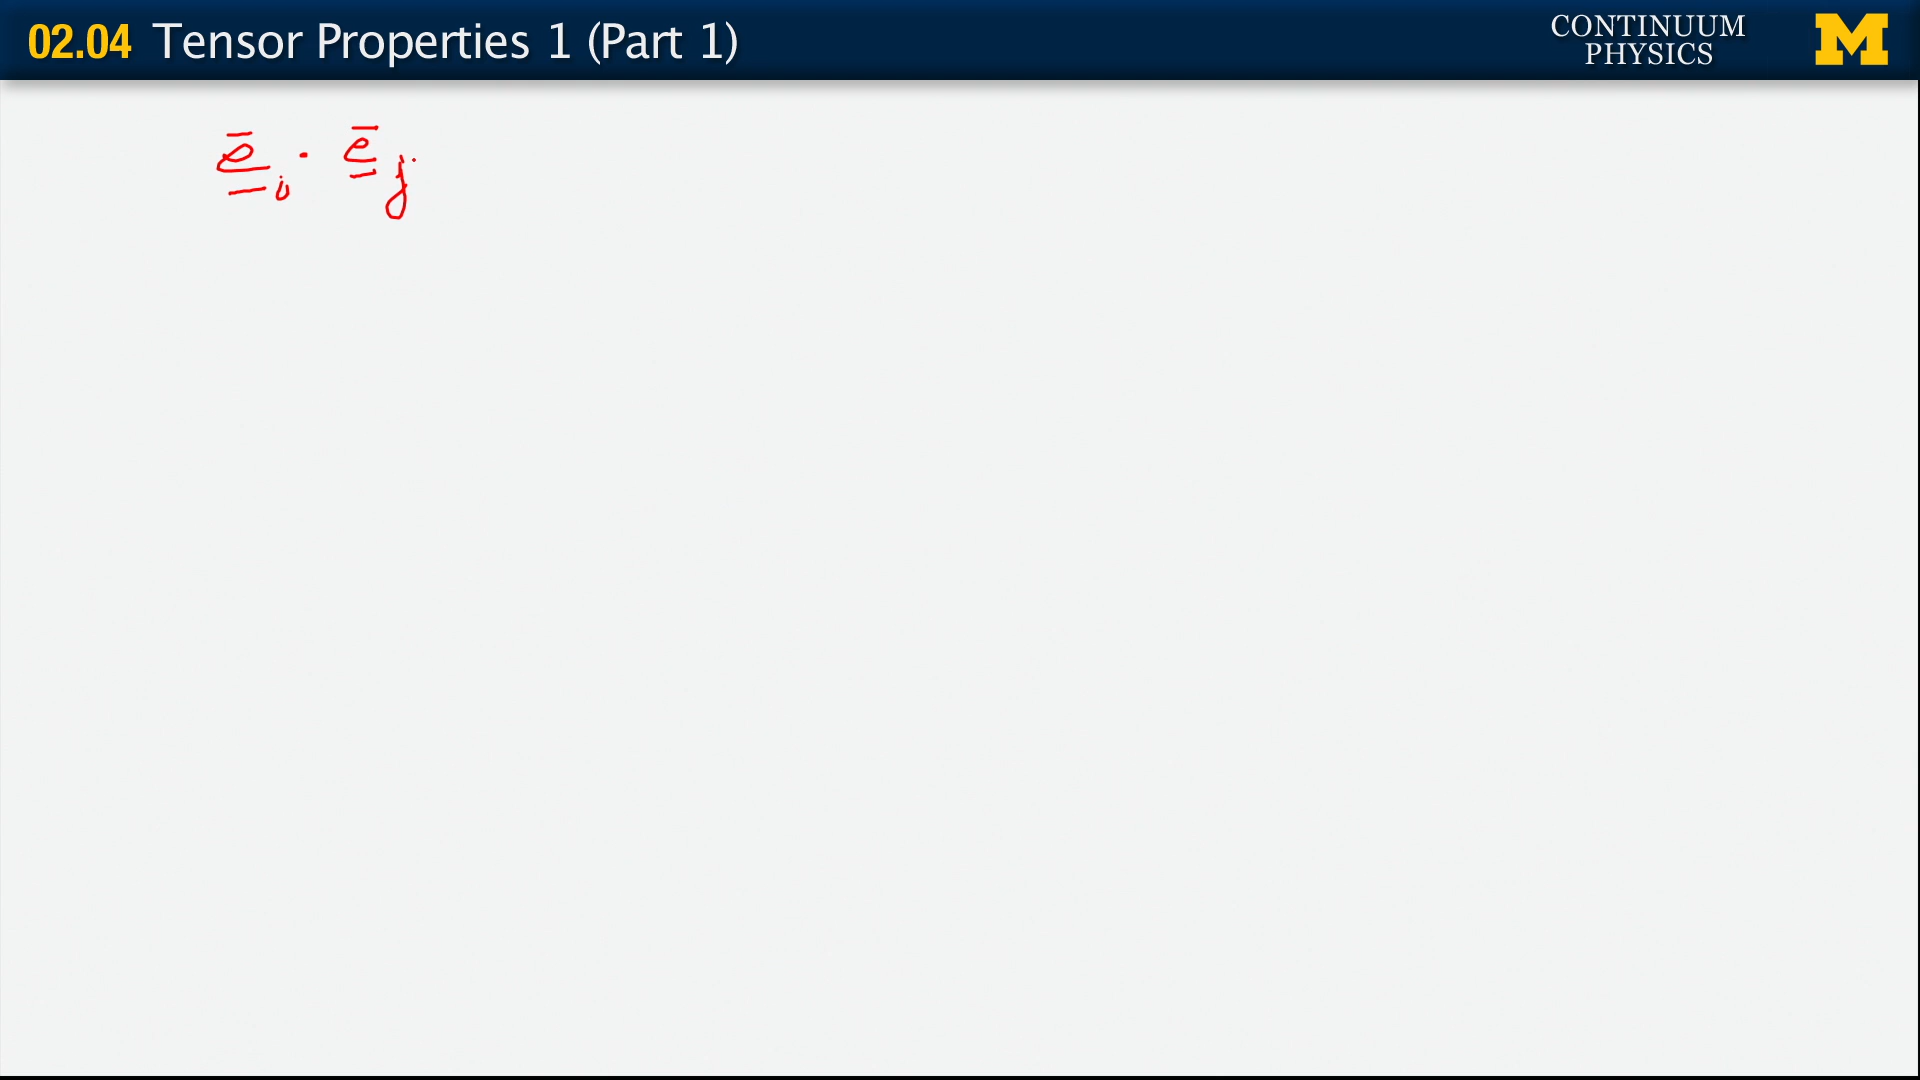 02.04 Tensor Properties 1 (Part 1)
CONTINUUM
PHYSICS
M
ē̲ᵢ · ē̲ⱼ